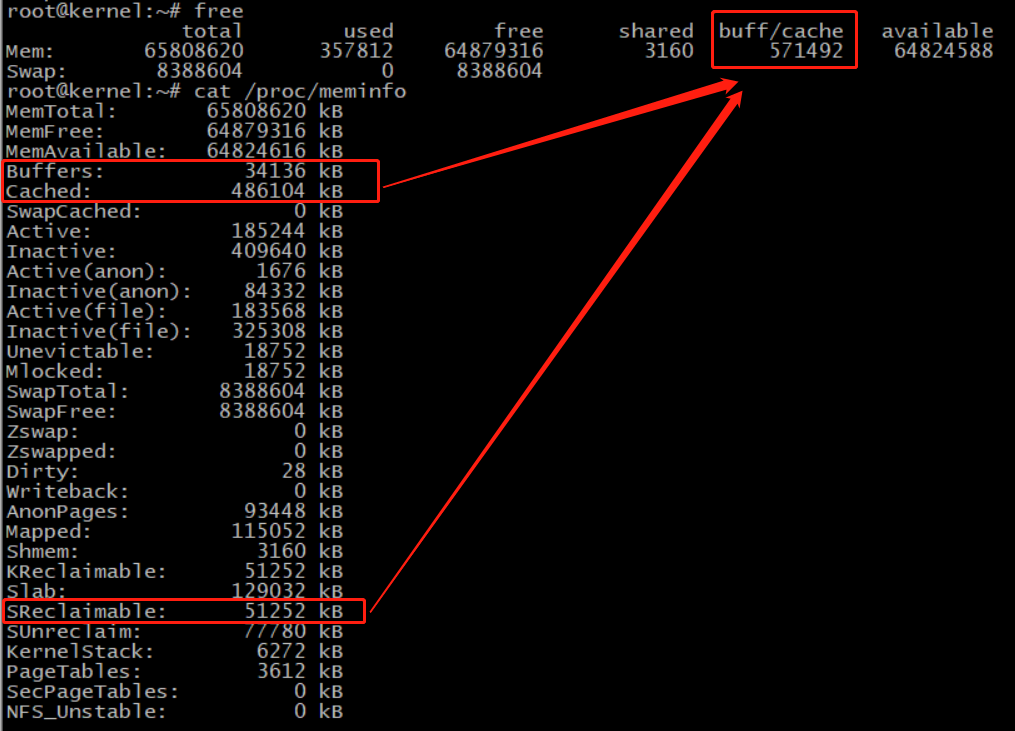 root@kernel:~# free
total used free shared buff/cache available
Mem: 65808620 357812 64879316 3160 571492 64824588
Swap: 8388604 0 8388604
root@kernel:~# cat /proc/meminfo
MemTotal: 65808620 kB
MemFree: 64879316 kB
MemAvailable: 64824616 kB
Buffers: 34136 kB
Cached: 486104 kB
SwapCached: 0 kB
Active: 185244 kB
Inactive: 409640 kB
Active(anon): 1676 kB
Inactive(anon): 84332 kB
Active(file): 183568 kB
Inactive(file): 325308 kB
Unevictable: 18752 kB
Mlocked: 18752 kB
SwapTotal: 8388604 kB
SwapFree: 8388604 kB
Zswap: 0 kB
Zswapped: 0 kB
Dirty: 28 kB
Writeback: 0 kB
AnonPages: 93448 kB
Mapped: 115052 kB
Shmem: 3160 kB
KReclaimable: 51252 kB
Slab: 129032 kB
SReclaimable: 51252 kB
SUnreclaim: 77780 kB
KernelStack: 6272 kB
PageTables: 3612 kB
SecPageTables: 0 kB
NFS_Unstable: 0 kB